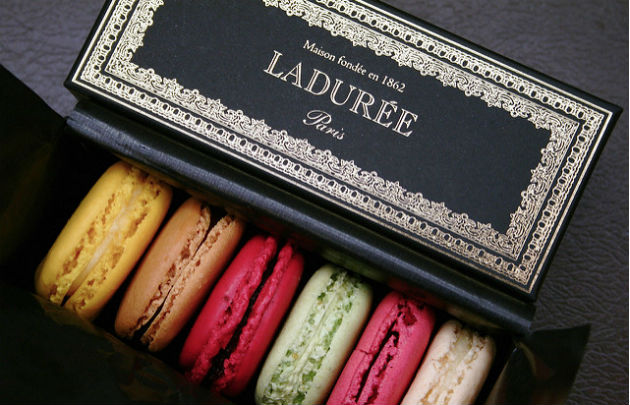 Maison fondée en 1862
LADURÉE
Paris